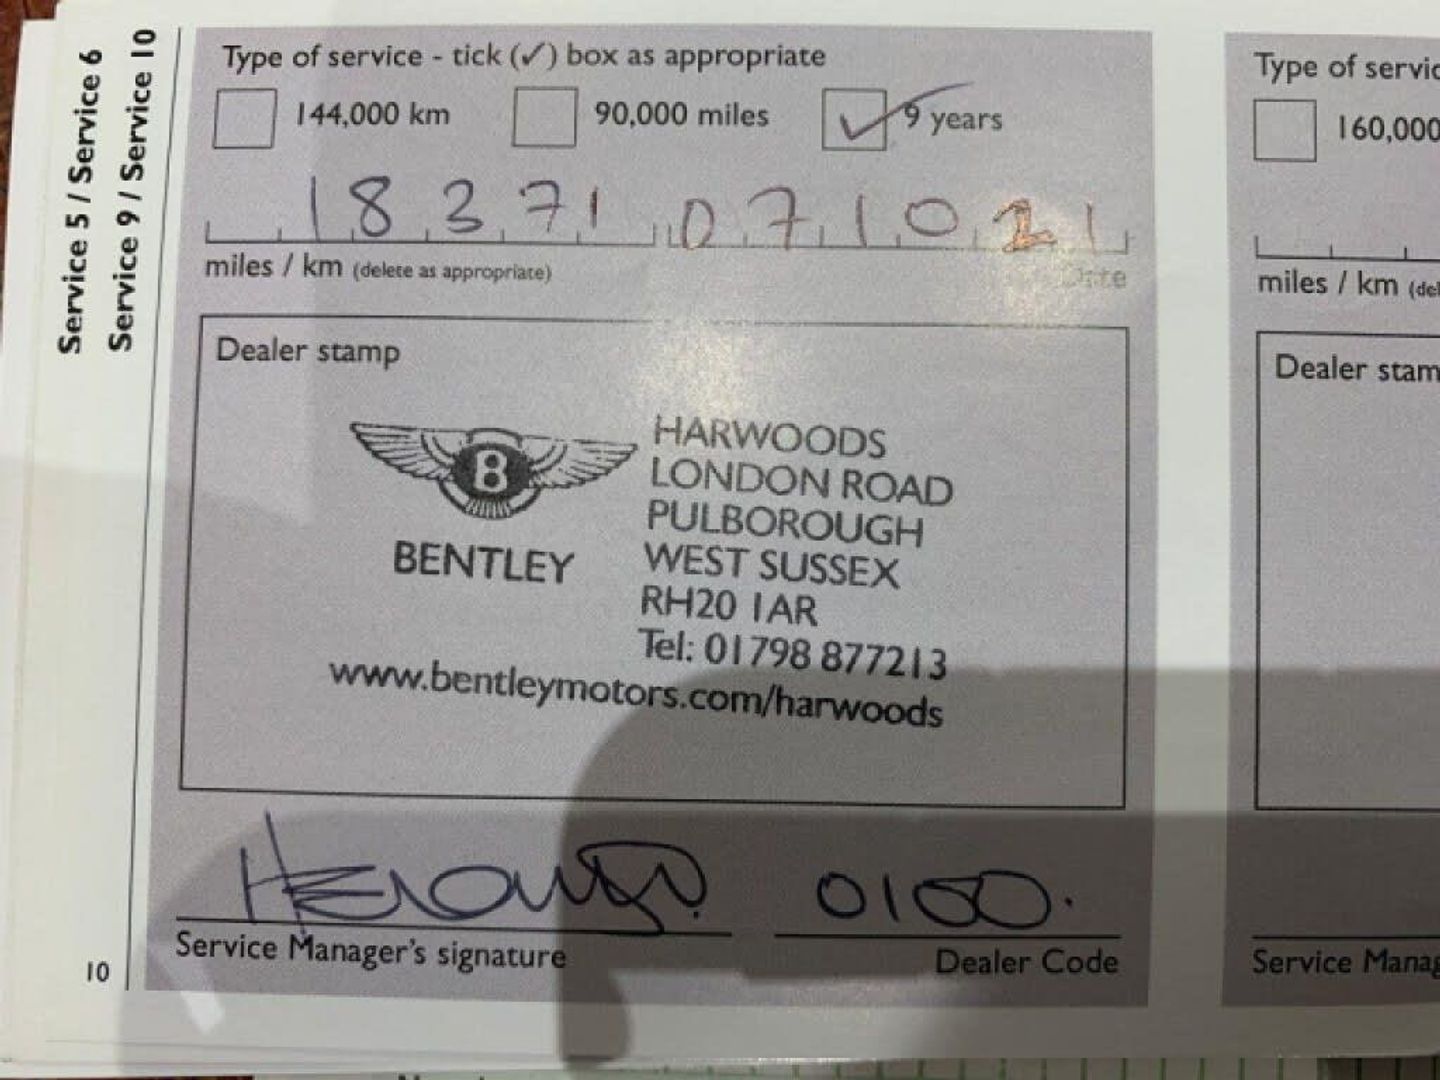 Service 5 / Service 6
Service 9 / Service 10
Type of service - tick (✓) box as appropriate
144,000 km
90,000 miles
✓ 9 years
18371
071021
miles / km (delete as appropriate)
Date
Dealer stamp
B
BENTLEY
HARWOODS
LONDON ROAD
PULBOROUGH
WEST SUSSEX
RH20 1AR
Tel: 01798 877213
www.bentleymotors.com/harwoods
0100.
Service Manager's signature
Dealer Code
10
Type of servic
160,000
miles / km (del
Dealer stam
Service Manag